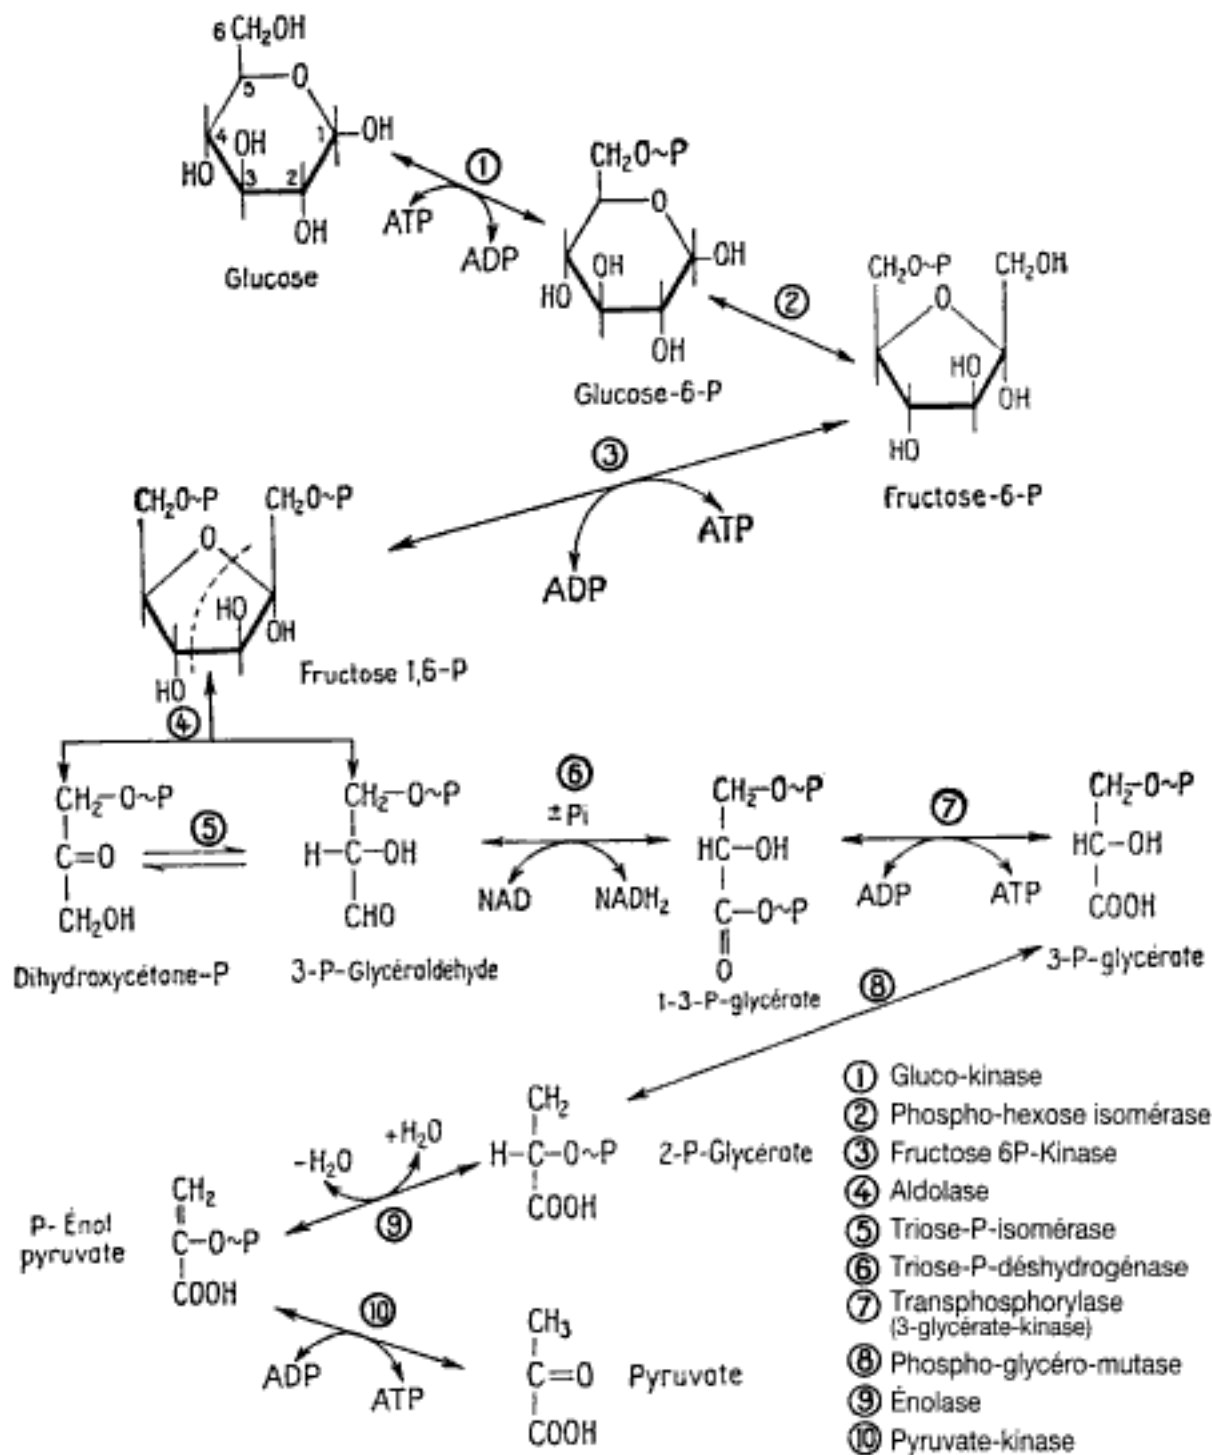 6 CH₂OH
5
O
4
OH
1
OH
HO
3
2
OH
Glucose
①
ATP
ADP
CH₂O~P
O
OH
OH
HO
OH
Glucose-6-P
②
CH₂O~P
CH₂OH
O
HO
OH
HO
Fructose-6-P
③
ADP
ATP
CH₂O~P
CH₂O~P
O
HO
OH
HO
Fructose 1,6-P
④
CH₂-O~P
C=O
CH₂OH
Dihydroxycétone-P
⑤
CH₂-O~P
H-C-OH
CHO
3-P-Glycéraldéhyde
⑥
±Pi
NAD
NADH₂
CH₂-O~P
HC-OH
C-O~P
O
1-3-P-glycérate
⑦
ADP
ATP
CH₂-O~P
HC-OH
COOH
3-P-glycérate
⑧
CH₂
H-C-O~P
COOH
2-P-Glycérate
-H₂O
+H₂O
⑨
CH₂
C-O~P
COOH
P-Énol
pyruvate
⑩
ADP
ATP
CH₃
C=O
COOH
Pyruvate
① Gluco-kinase
② Phospho-hexose isomérase
③ Fructose 6P-Kinase
④ Aldolase
⑤ Triose-P-isomérase
⑥ Triose-P-déshydrogénase
⑦ Transphosphorylase
(3-glycérate-kinase)
⑧ Phospho-glycéro-mutase
⑨ Énolase
⑩ Pyruvate-kinase